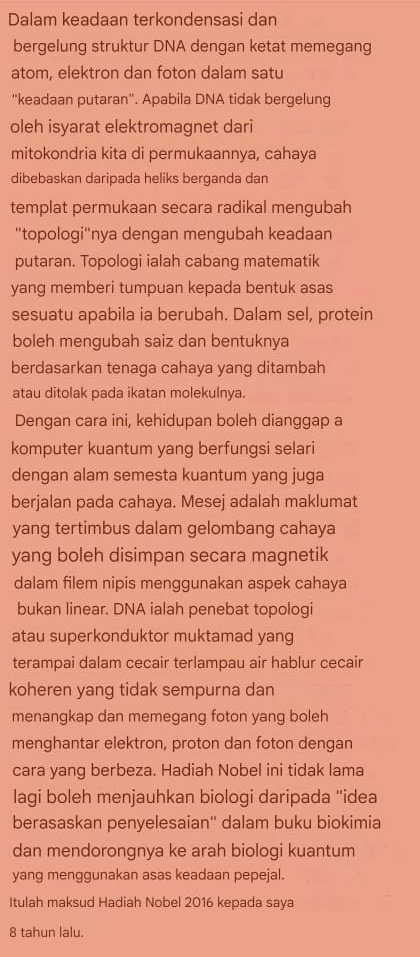 Dalam keadaan terkondensasi dan
bergelung struktur DNA dengan ketat memegang
atom, elektron dan foton dalam satu
"keadaan putaran". Apabila DNA tidak bergelung
oleh isyarat elektromagnet dari
mitokondria kita di permukaannya, cahaya
dibebaskan daripada heliks berganda dan
templat permukaan secara radikal mengubah
"topologi"nya dengan mengubah keadaan
putaran. Topologi ialah cabang matematik
yang memberi tumpuan kepada bentuk asas
sesuatu apabila ia berubah. Dalam sel, protein
boleh mengubah saiz dan bentuknya
berdasarkan tenaga cahaya yang ditambah
atau ditolak pada ikatan molekulnya.
Dengan cara ini, kehidupan boleh dianggap a
komputer kuantum yang berfungsi selari
dengan alam semesta kuantum yang juga
berjalan pada cahaya. Mesej adalah maklumat
yang tertimbus dalam gelombang cahaya
yang boleh disimpan secara magnetik
dalam filem nipis menggunakan aspek cahaya
bukan linear. DNA ialah penebat topologi
atau superkonduktor muktamad yang
terampai dalam cecair terlampau air hablur cecair
koheren yang tidak sempurna dan
menangkap dan memegang foton yang boleh
menghantar elektron, proton dan foton dengan
cara yang berbeza. Hadiah Nobel ini tidak lama
lagi boleh menjauhkan biologi daripada "idea
berasaskan penyelesaian" dalam buku biokimia
dan mendorongnya ke arah biologi kuantum
yang menggunakan asas keadaan pepejal.
Itulah maksud Hadiah Nobel 2016 kepada saya
8 tahun lalu.